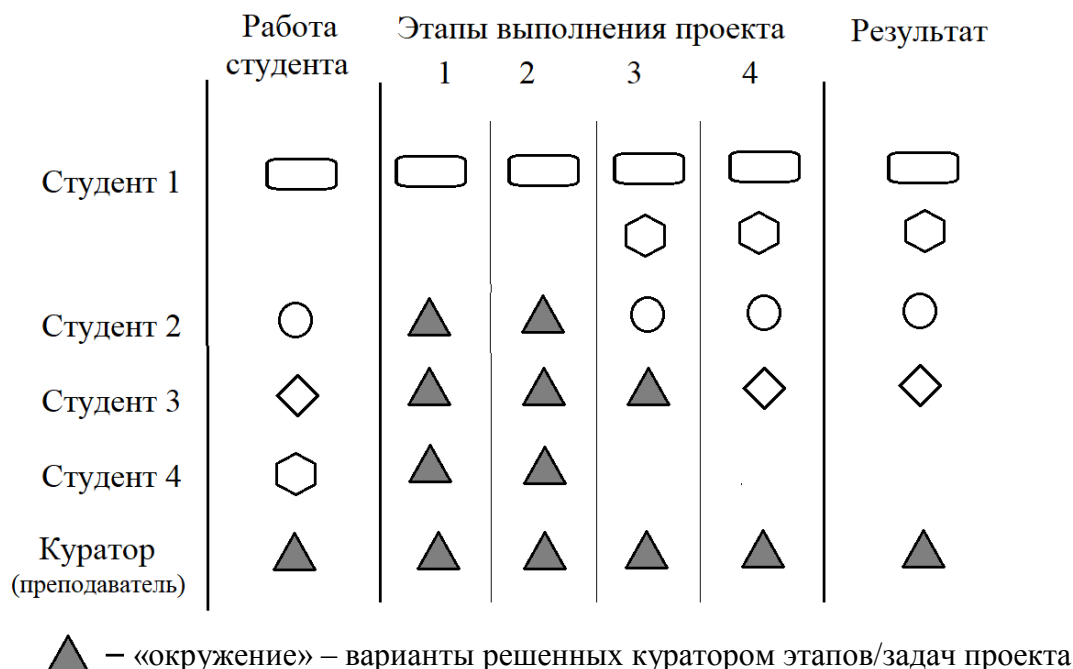 Работа студента
Этапы выполнения проекта
Результат
1 2 3 4
Студент 1
Студент 2
Студент 3
Студент 4
Куратор
(преподаватель)
– «окружение» – варианты решенных куратором этапов/задач проекта